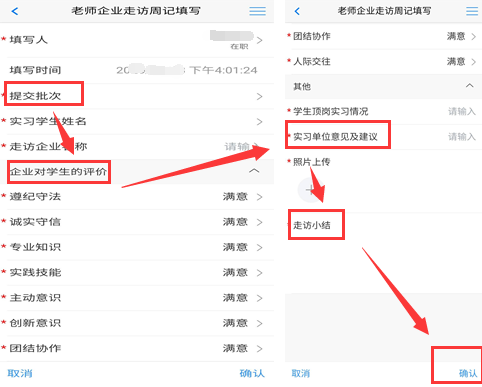 老师企业走访周记填写
* 填写人
在职
填写时间 下午4:01:24
* 提交批次
* 实习学生姓名
* 走访企业名称 请输入
企业对学生的评价
* 遵纪守法 满意
* 诚实守信 满意
* 专业知识 满意
* 实践技能 满意
* 主动意识 满意
* 创新意识 满意
* 团结协作 满意
取消 确认
老师企业走访周记填写
* 团结协作 满意
* 人际交往 满意
其他
* 学生顶岗实习情况 请输入
* 实习单位意见及建议 请输入
* 照片上传
* 走访小结
取消 确认